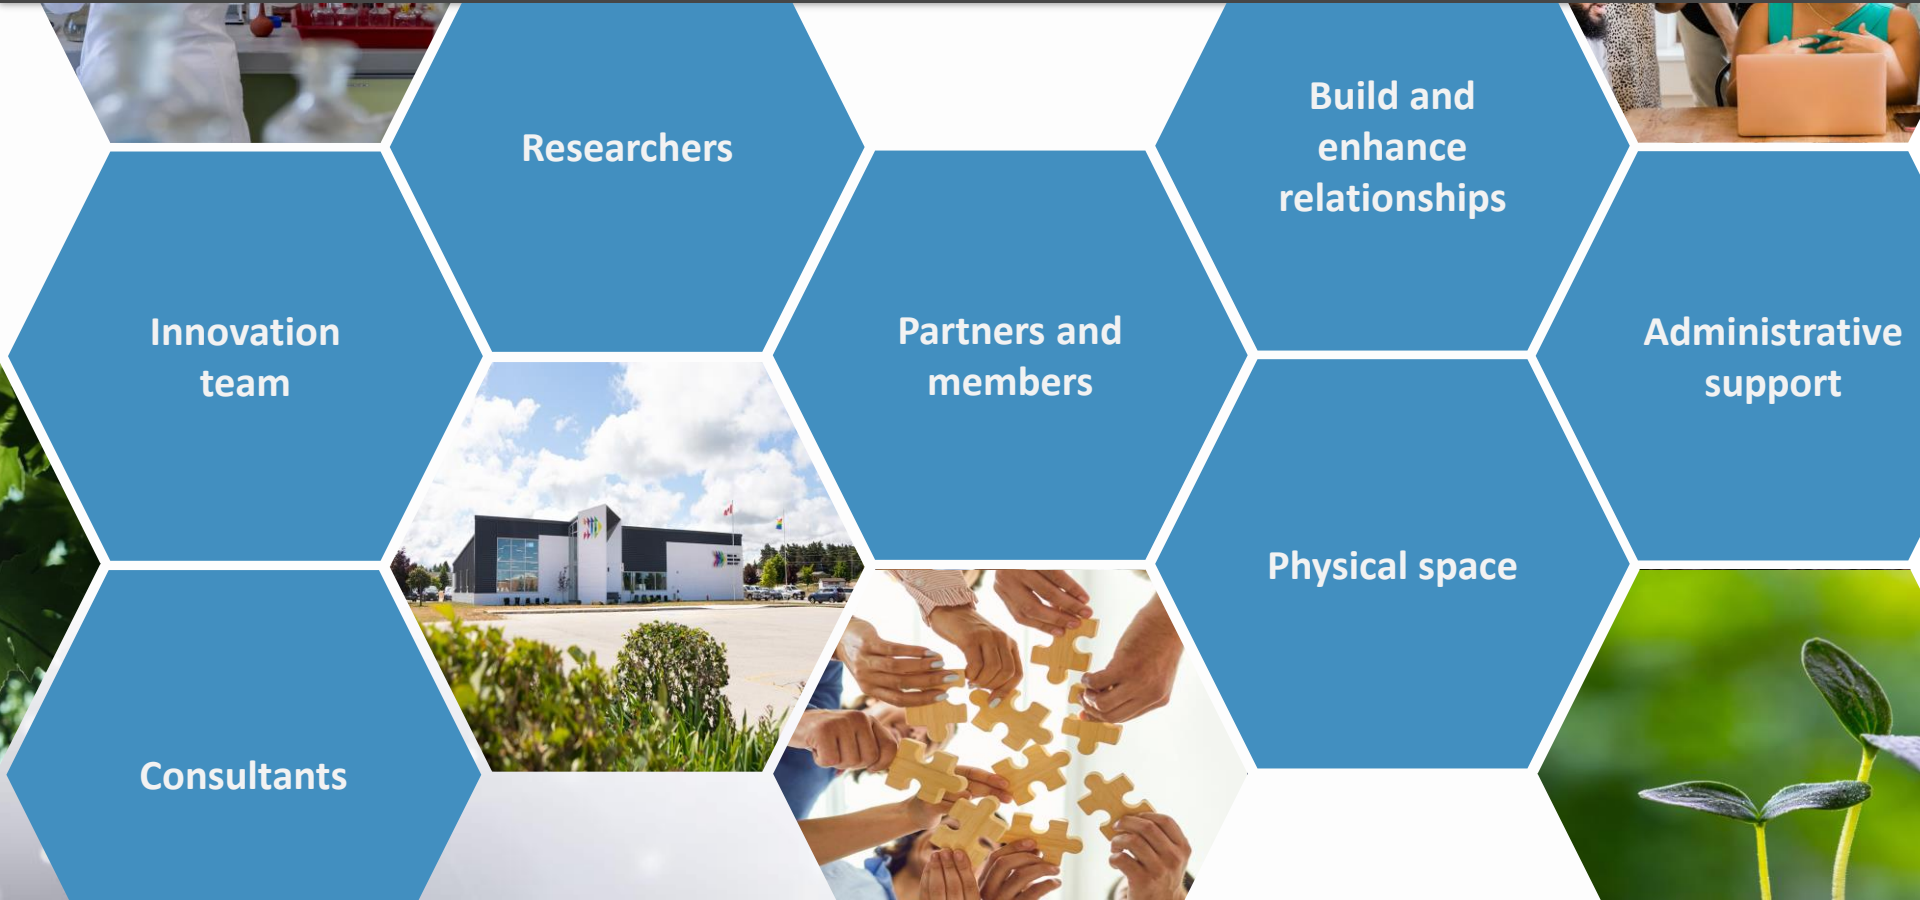 Researchers
Build and
enhance
relationships
Innovation
team
Partners and
members
Administrative
support
Physical space
Consultants